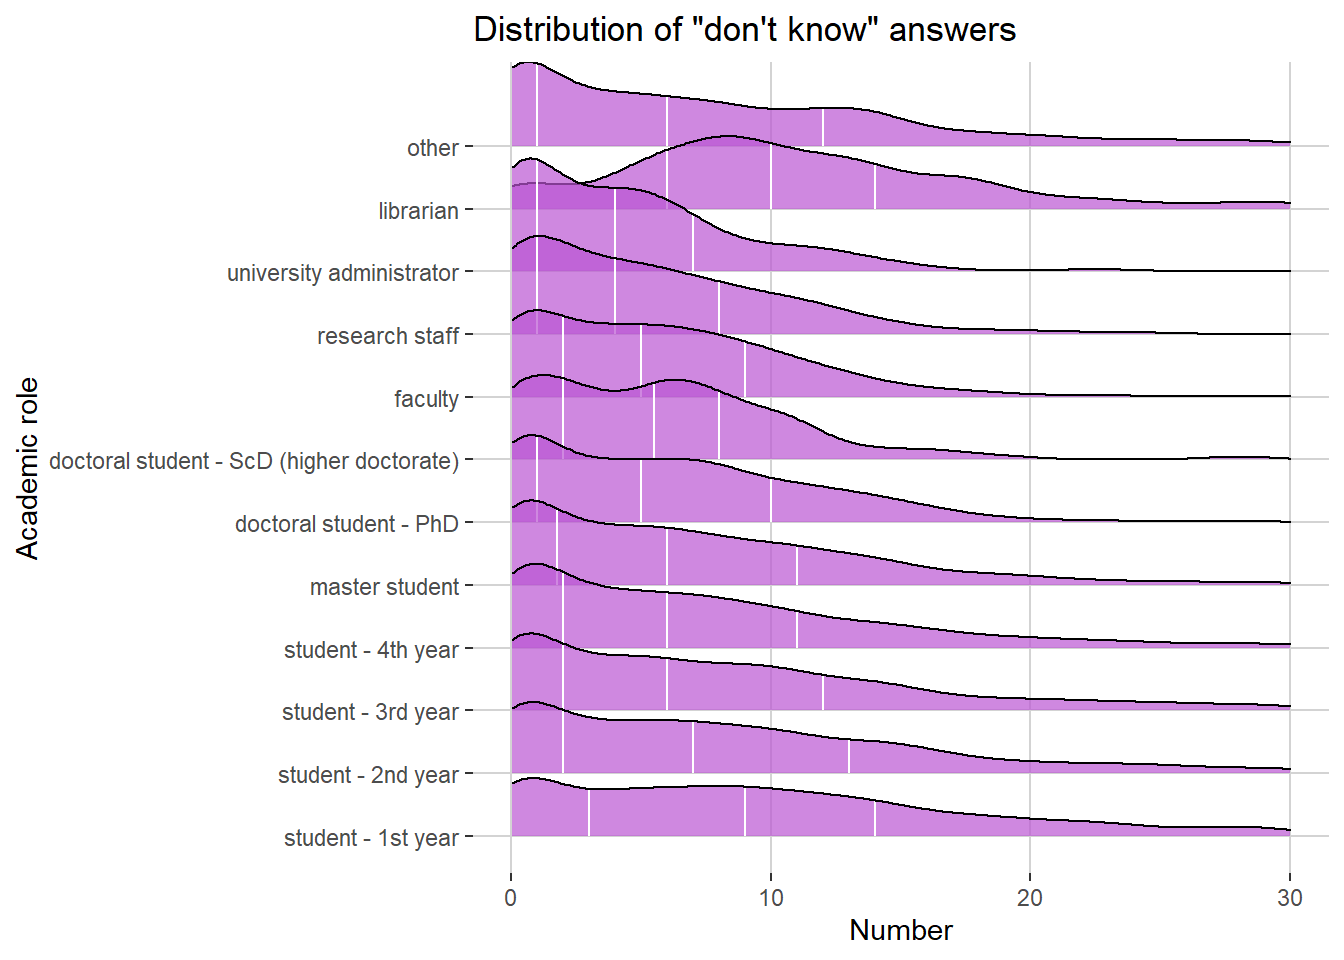 Distribution of "don't know" answers
other
librarian
university administrator
research staff
faculty
doctoral student - ScD (higher doctorate)
doctoral student - PhD
master student
student - 4th year
student - 3rd year
student - 2nd year
student - 1st year
Academic role
0 10 20 30
Number